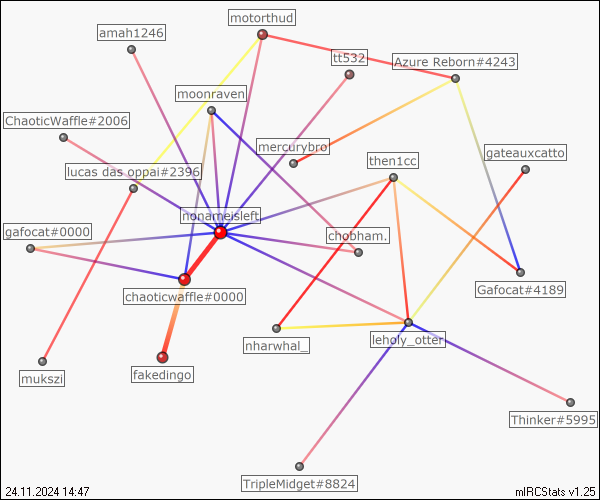 motorthud
amah1246
tt532
Azure Reborn#4243
moonraven
ChaoticWaffle#2006
mercurybro
then1cc
gateauxcatto
lucas das oppai#2396
nonameisleft
gafocat#0000
chobham.
chaoticwaffle#0000
Gafocat#4189
nharwhal_
leholy_otter
mukszi
fakedingo
Thinker#5995
TripleMidget#8824
24.11.2024 14:47
mIRCStats v1.25